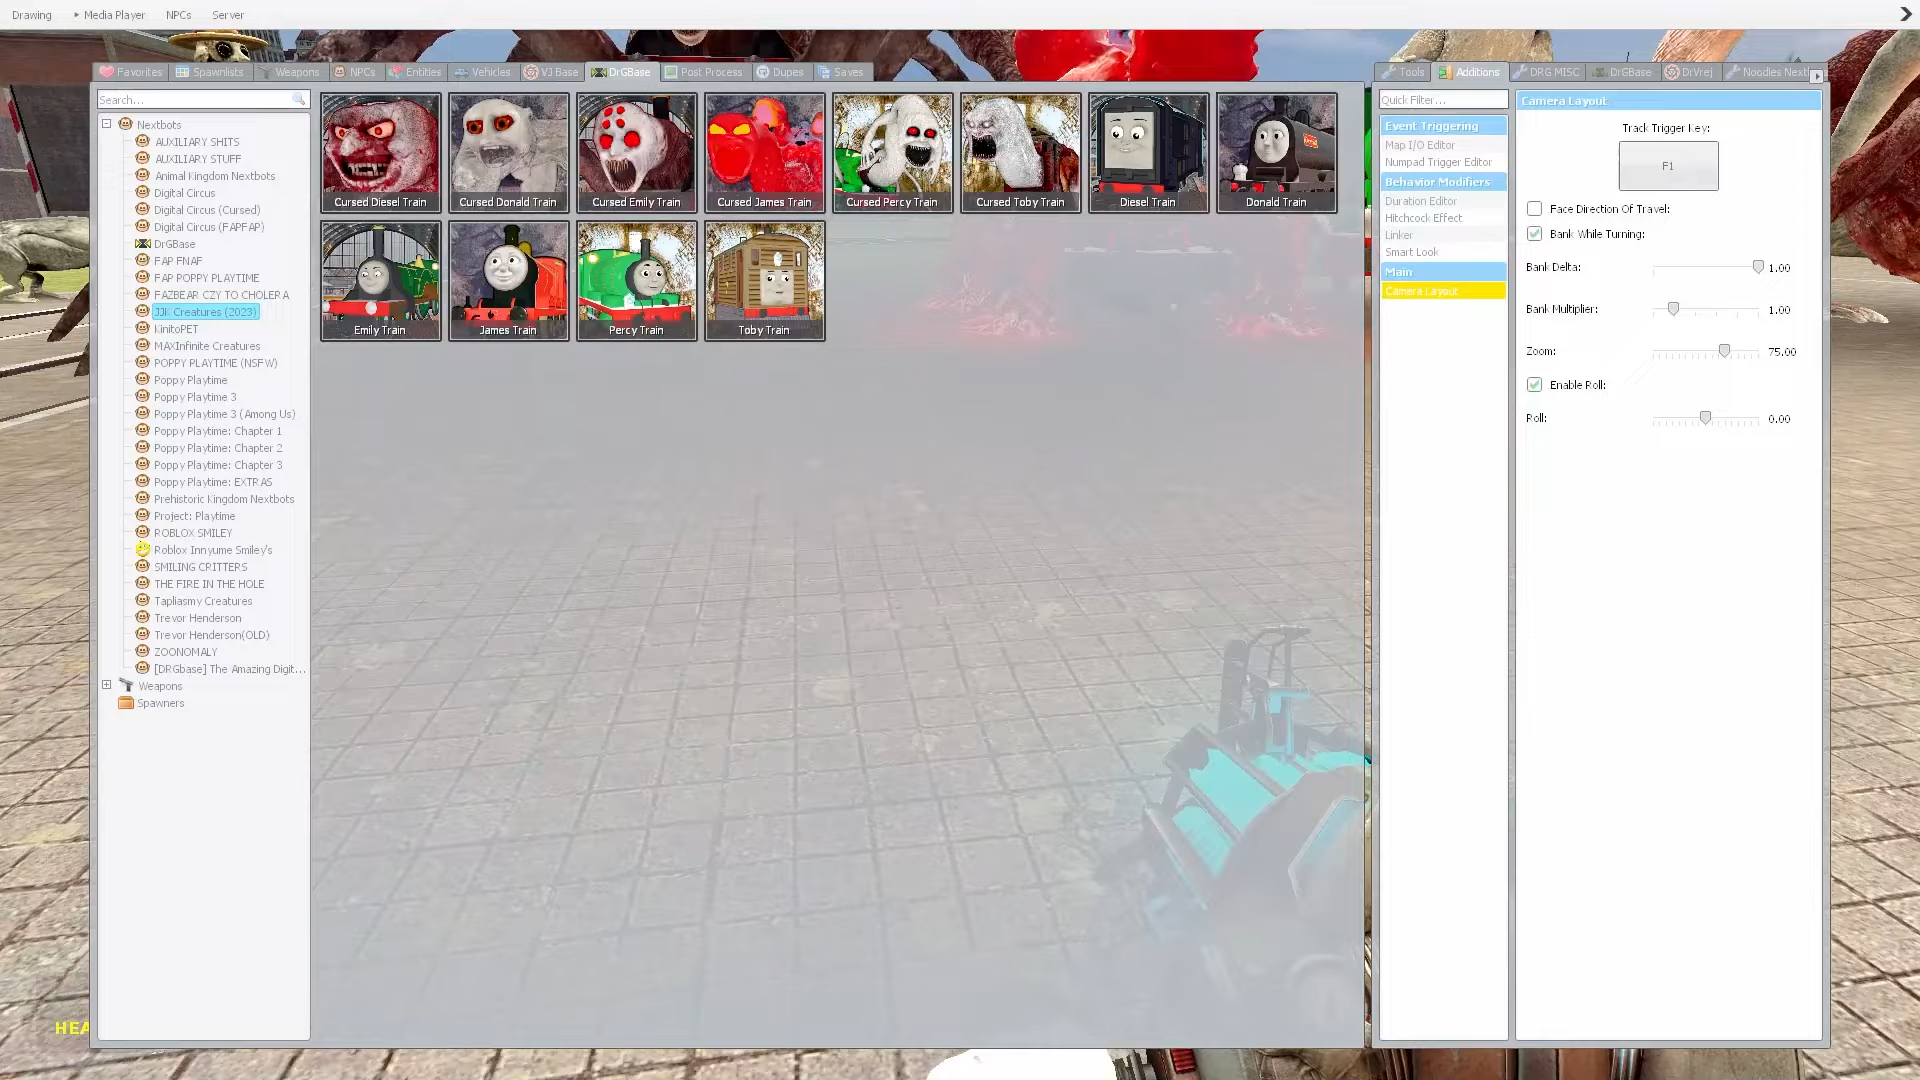 Drawing
Media Player
NPCs
Server
Favorites
Spawnlists
Weapons
NPCs
Entities
Vehicles
VJ Base
DrGBase
Post Process
Dupes
Saves
Tools
Additions
DRG MISC
DrGBase
DrVrej
Noodles Next
Search...
Nextbots
AUXILIARY SHITS
AUXILIARY STUFF
Animal Kingdom Nextbots
Digital Circus
Digital Circus (Cursed)
Digital Circus (FAPFAP)
DrGBase
FAP FNAF
FAP POPPY PLAYTIME
FAZBEAR CZY TO CHOLERA
JJK Creatures (2023)
KinitoPET
MAXInfinite Creatures
POPPY PLAYTIME (NSFW)
Poppy Playtime
Poppy Playtime 3
Poppy Playtime 3 (Among Us)
Poppy Playtime: Chapter 1
Poppy Playtime: Chapter 2
Poppy Playtime: Chapter 3
Poppy Playtime: EXTRAS
Prehistoric Kingdom Nextbots
Project: Playtime
ROBLOX SMILEY
Roblox Innyume Smiley's
SMILING CRITTERS
THE FIRE IN THE HOLE
Tapliasmy Creatures
Trevor Henderson
Trevor Henderson(OLD)
ZOONOMALY
[DRGbase] The Amazing Digit...
Weapons
Spawners
Cursed Diesel Train
Cursed Donald Train
Cursed Emily Train
Cursed James Train
Cursed Percy Train
Cursed Toby Train
Diesel Train
Donald Train
Emily Train
James Train
Percy Train
Toby Train
Quick Filter...
Event Triggering
Map I/O Editor
Numpad Trigger Editor
Behavior Modifiers
Duration Editor
Hitchcock Effect
Linker
Smart Look
Main
Camera Layout
Camera Layout
Track Trigger Key:
F1
Face Direction Of Travel:
Bank While Turning:
Bank Delta: 1.00
Bank Multiplier: 1.00
Zoom: 75.00
Enable Roll:
Roll: 0.00
HEA